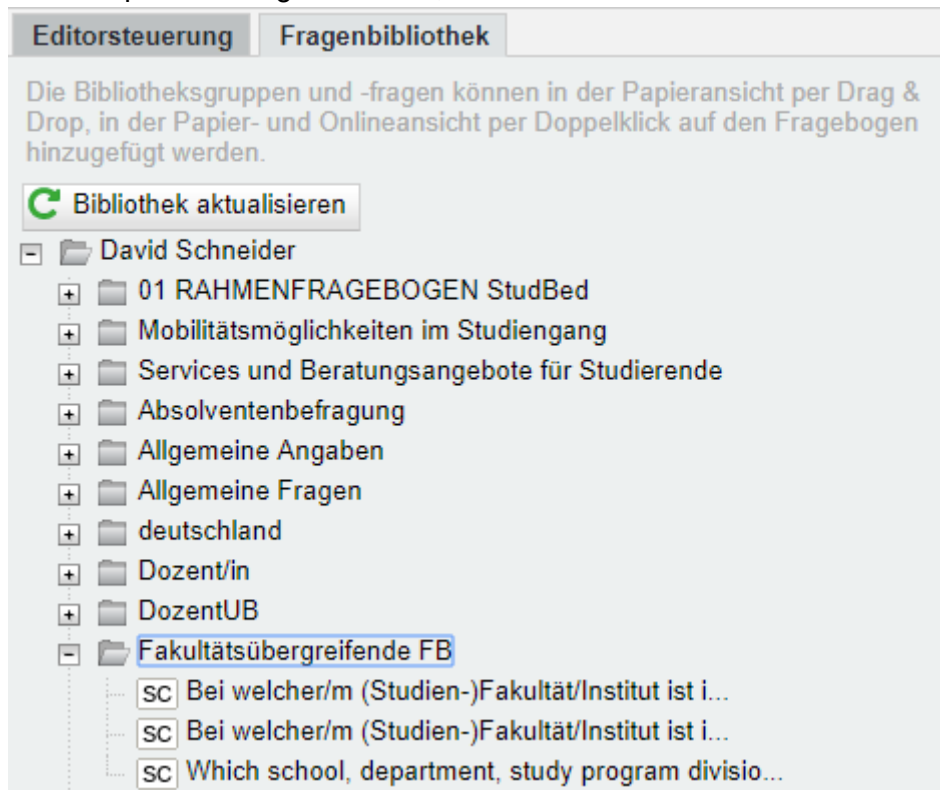 Editorsteuerung Fragenbibliothek
Die Bibliotheksgruppen und -fragen können in der Papieransicht per Drag &
Drop, in der Papier- und Onlineansicht per Doppelklick auf den Fragebogen
hinzugefügt werden.
Bibliothek aktualisieren
David Schneider
01 RAHMENFRAGEBOGEN StudBed
Mobilitätsmöglichkeiten im Studiengang
Services und Beratungsangebote für Studierende
Absolventenbefragung
Allgemeine Angaben
Allgemeine Fragen
deutschland
Dozent/in
DozentUB
Fakultätsübergreifende FB
SC Bei welcher/m (Studien-)Fakultät/Institut ist i...
SC Bei welcher/m (Studien-)Fakultät/Institut ist i...
SC Which school, department, study program divisio...